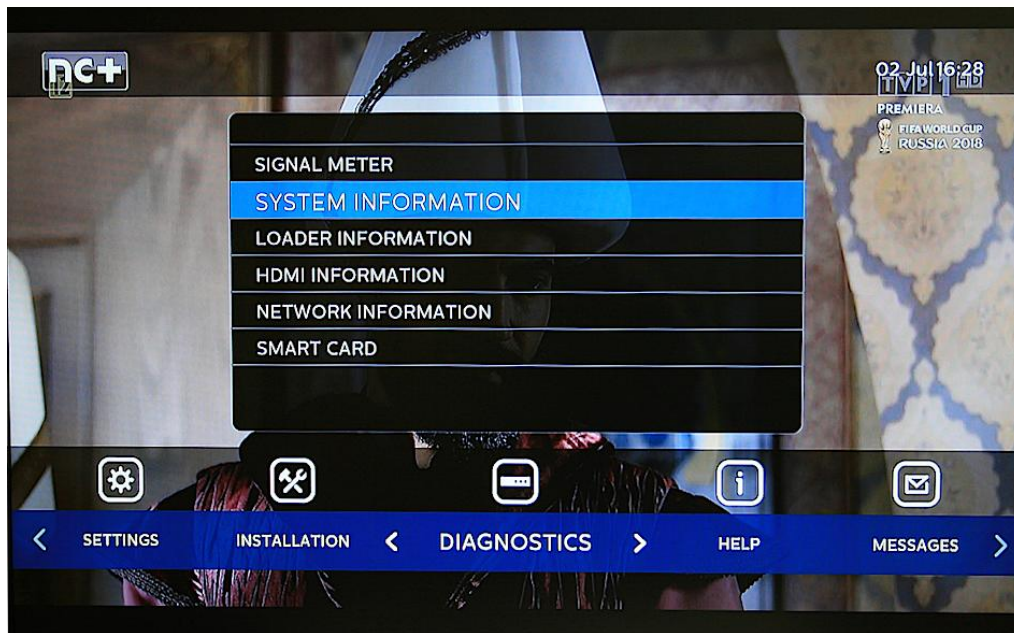 nc+
12
02 Jul 16:28
TVP 1 HD
PREMIERA
FIFA WORLD CUP
RUSSIA 2018
SIGNAL METER
SYSTEM INFORMATION
LOADER INFORMATION
HDMI INFORMATION
NETWORK INFORMATION
SMART CARD
SETTINGS
INSTALLATION
DIAGNOSTICS
HELP
MESSAGES